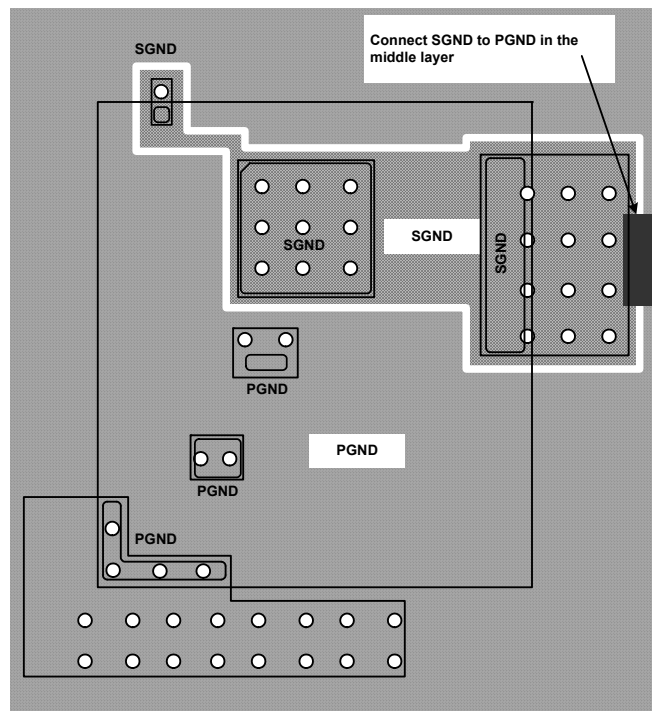 SGND
Connect SGND to PGND in the
middle layer
SGND
SGND
SGND
PGND
PGND
PGND
PGND